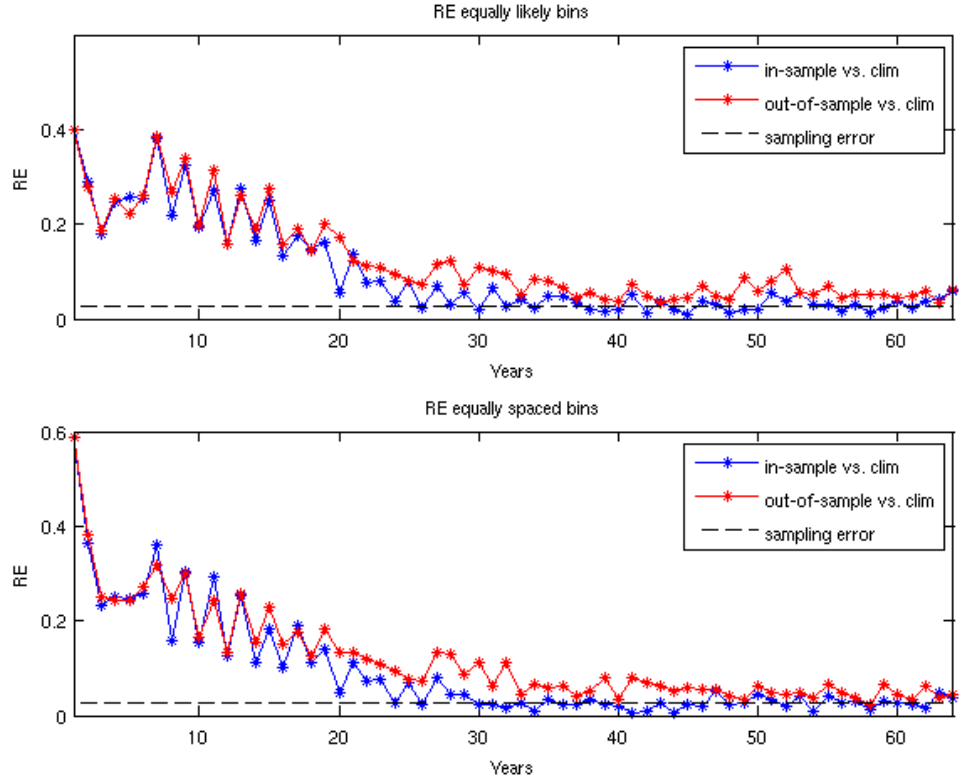 RE equally likely bins
in-sample vs. clim
out-of-sample vs. clim
sampling error
0.4
0.2
0
RE
10 20 30 40 50 60
Years
RE equally spaced bins
0.6
in-sample vs. clim
out-of-sample vs. clim
sampling error
0.4
0.2
0
RE
10 20 30 40 50 60
Years